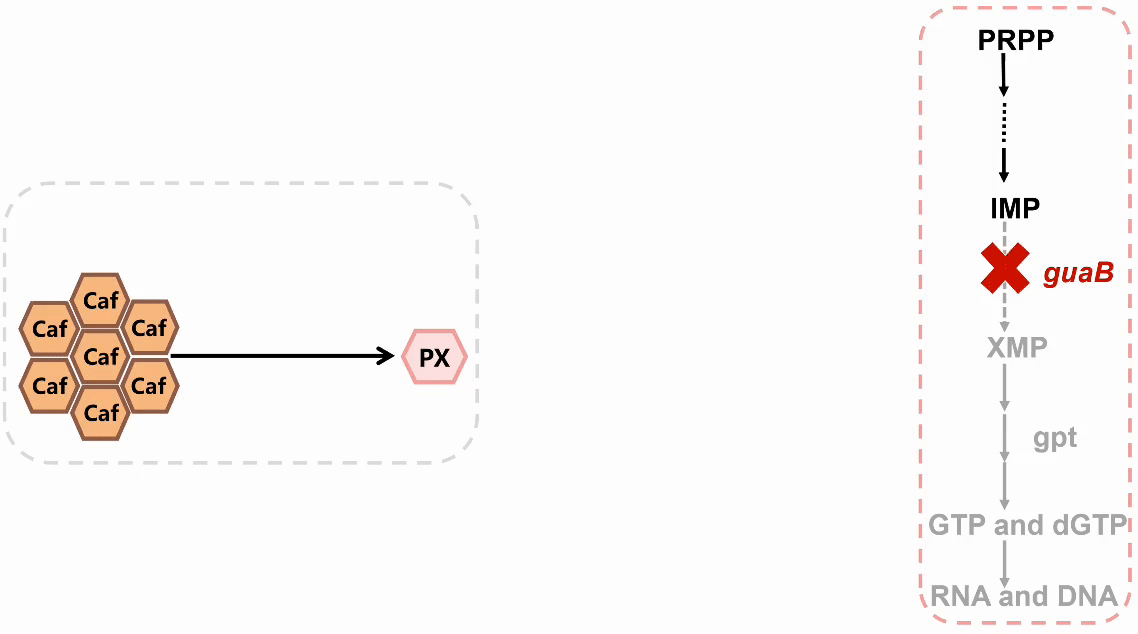 PRPP
IMP
guaB
XMP
gpt
GTP and dGTP
RNA and DNA
Caf
Caf
Caf
Caf
Caf
Caf
Caf
PX